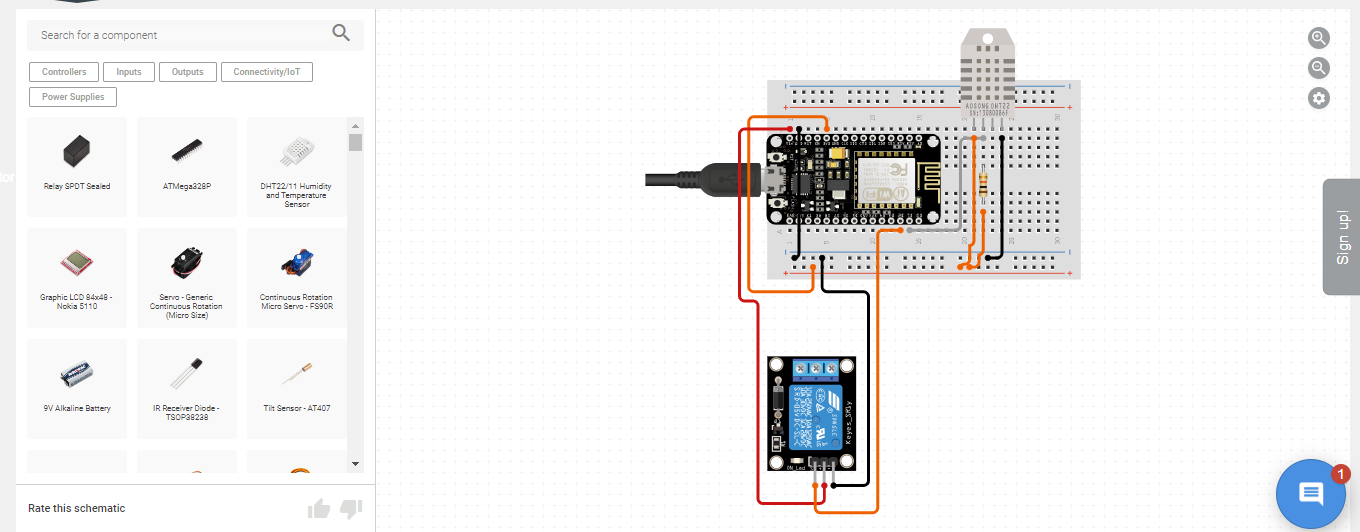 Search for a component
Controllers
Inputs
Outputs
Connectivity/IoT
Power Supplies
Relay SPDT Sealed
ATMega328P
DHT22/11 Humidity
and Temperature
Sensor
Graphic LCD 84x48 -
Nokia 5110
Servo - Generic
Continuous Rotation
(Micro Size)
Continuous Rotation
Micro Servo - FS90R
9V Alkaline Battery
IR Receiver Diode -
TSOP38238
Tilt Sensor - AT407
Rate this schematic
AOSONG DHT22
Keyes_SR1y
ON_Led
Sign up!
1